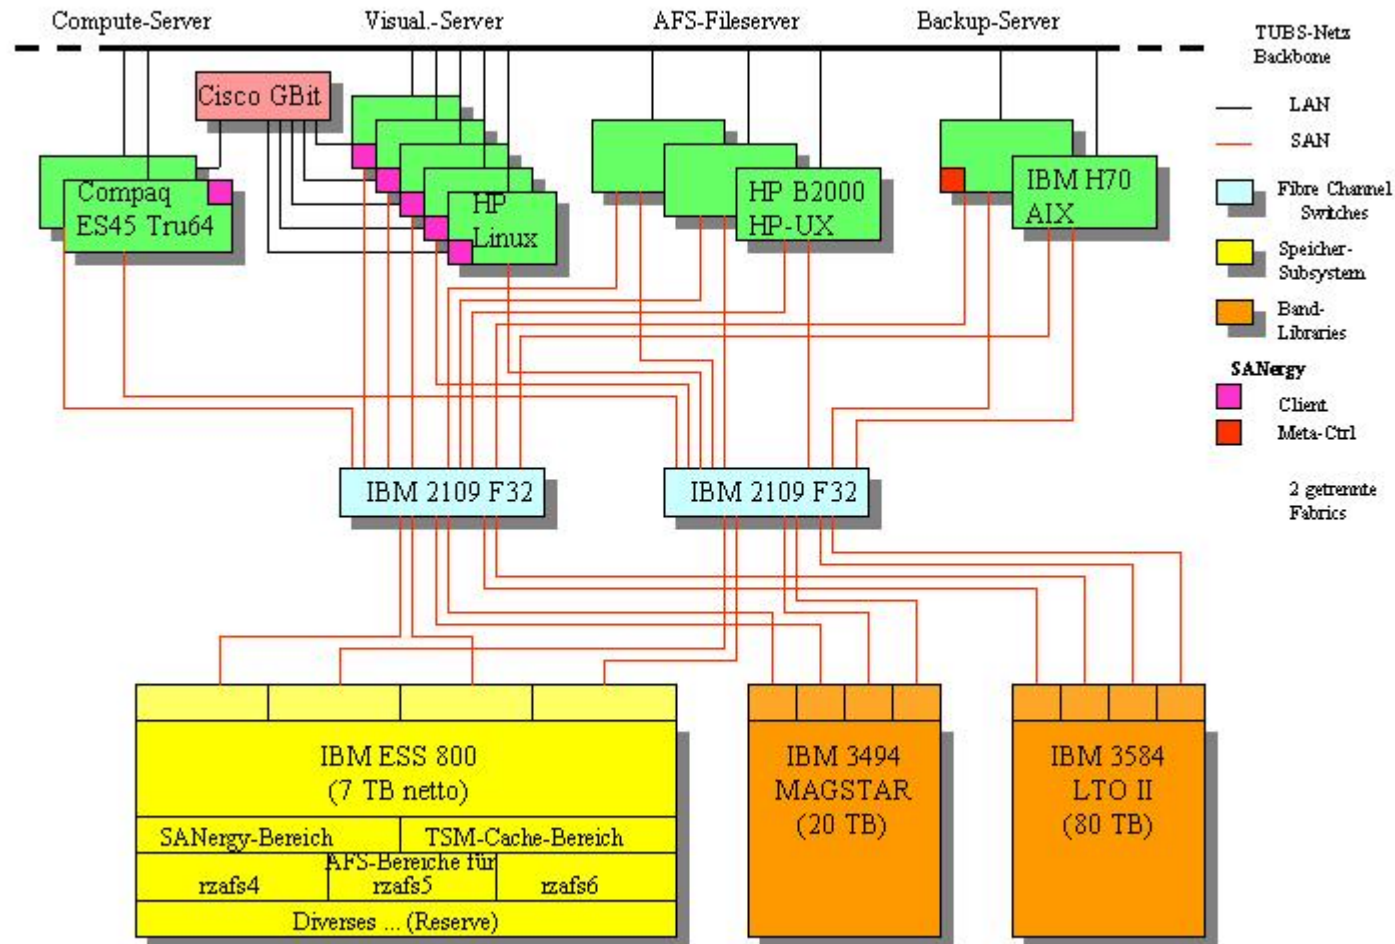 Compute-Server
Visual.-Server
AFS-Fileserver
Backup-Server
TUBS-Netz
Backbone
Cisco GBit
LAN
SAN
Compaq
ES45 Tru64
HP
Linux
HP B2000
HP-UX
IBM H70
AIX
Fibre Channel
Switches
Speicher-
Subsystem
Band-
Libraries
SANergy
Client
Meta-Ctrl
IBM 2109 F32
IBM 2109 F32
2 getrennte
Fabrics
IBM ESS 800
(7 TB netto)
SANergy-Bereich
TSM-Cache-Bereich
AFS-Bereiche für
rzafs4
rzafs5
rzafs6
Diverses ... (Reserve)
IBM 3494
MAGSTAR
(20 TB)
IBM 3584
LTO II
(80 TB)